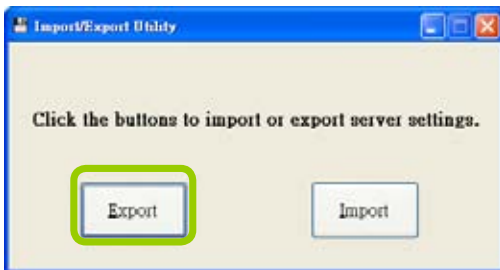 Import/Export Utility
Click the buttons to import or export server settings.
Export
Import